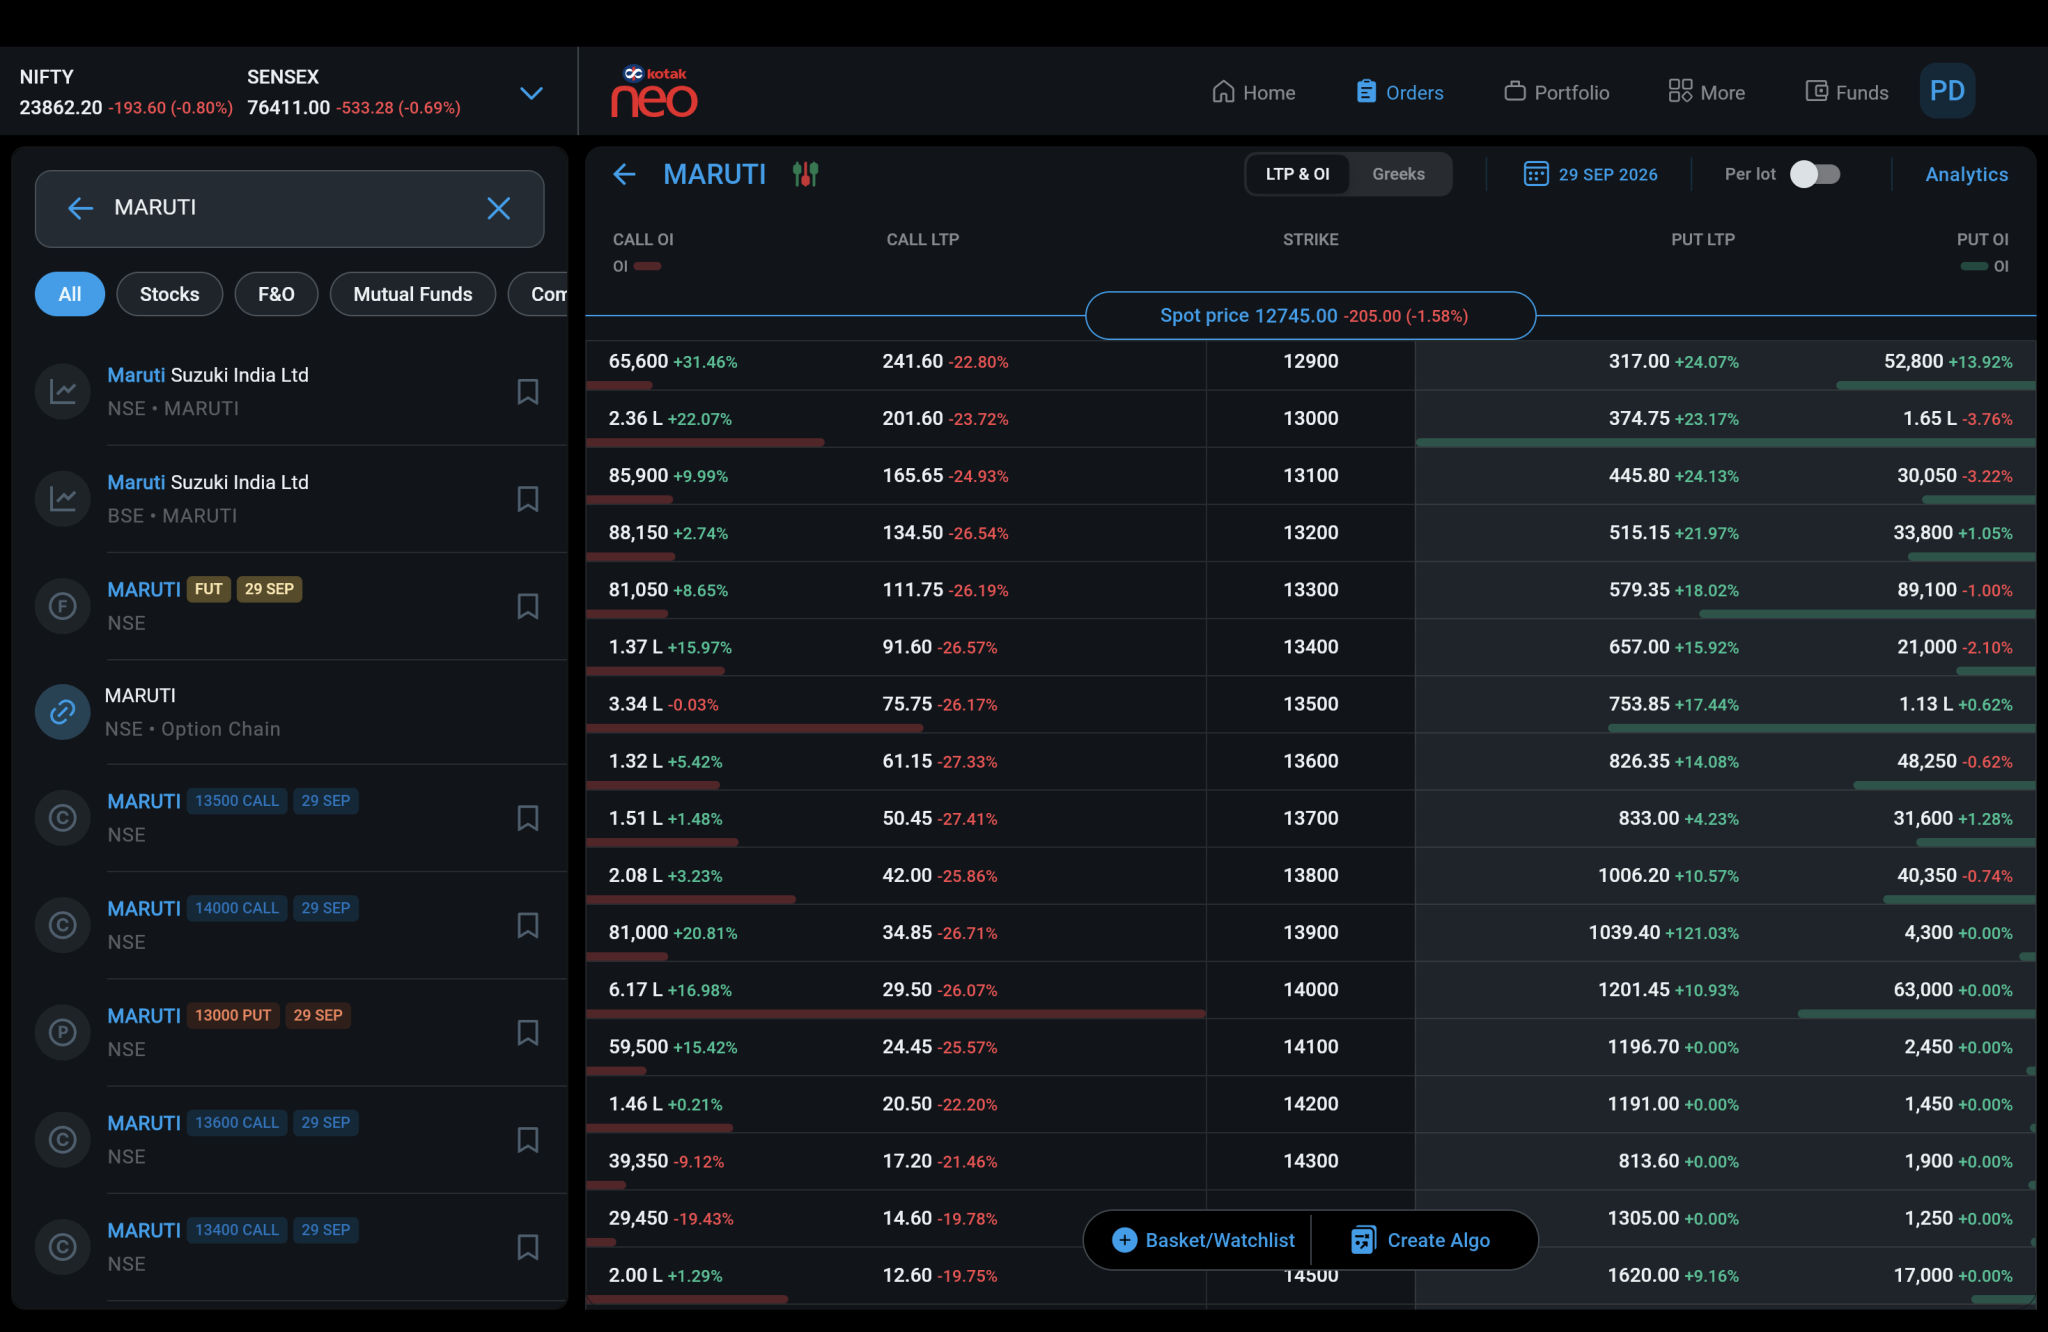 NIFTY
23862.20 -193.60 (-0.80%)
SENSEX
76411.00 -533.28 (-0.69%)
kotak
neo
Home
Orders
Portfolio
More
Funds
PD
MARUTI
All
Stocks
F&O
Mutual Funds
Com
Maruti Suzuki India Ltd
NSE • MARUTI
Maruti Suzuki India Ltd
BSE • MARUTI
F
MARUTI FUT 29 SEP
NSE
MARUTI
NSE • Option Chain
C
MARUTI 13500 CALL 29 SEP
NSE
C
MARUTI 14000 CALL 29 SEP
NSE
P
MARUTI 13000 PUT 29 SEP
NSE
C
MARUTI 13600 CALL 29 SEP
NSE
C
MARUTI 13400 CALL 29 SEP
NSE
MARUTI
LTP & OI
Greeks
29 SEP 2026
Per lot
Analytics
CALL OI CALL LTP STRIKE PUT LTP PUT OI
OI OI
Spot price 12745.00 -205.00 (-1.58%)
65,600 +31.46% 241.60 -22.80% 12900 317.00 +24.07% 52,800 +13.92%
2.36 L +22.07% 201.60 -23.72% 13000 374.75 +23.17% 1.65 L -3.76%
85,900 +9.99% 165.65 -24.93% 13100 445.80 +24.13% 30,050 -3.22%
88,150 +2.74% 134.50 -26.54% 13200 515.15 +21.97% 33,800 +1.05%
81,050 +8.65% 111.75 -26.19% 13300 579.35 +18.02% 89,100 -1.00%
1.37 L +15.97% 91.60 -26.57% 13400 657.00 +15.92% 21,000 -2.10%
3.34 L -0.03% 75.75 -26.17% 13500 753.85 +17.44% 1.13 L +0.62%
1.32 L +5.42% 61.15 -27.33% 13600 826.35 +14.08% 48,250 -0.62%
1.51 L +1.48% 50.45 -27.41% 13700 833.00 +4.23% 31,600 +1.28%
2.08 L +3.23% 42.00 -25.86% 13800 1006.20 +10.57% 40,350 -0.74%
81,000 +20.81% 34.85 -26.71% 13900 1039.40 +121.03% 4,300 +0.00%
6.17 L +16.98% 29.50 -26.07% 14000 1201.45 +10.93% 63,000 +0.00%
59,500 +15.42% 24.45 -25.57% 14100 1196.70 +0.00% 2,450 +0.00%
1.46 L +0.21% 20.50 -22.20% 14200 1191.00 +0.00% 1,450 +0.00%
39,350 -9.12% 17.20 -21.46% 14300 813.60 +0.00% 1,900 +0.00%
29,450 -19.43% 14.60 -19.78% 1305.00 +0.00% 1,250 +0.00%
Basket/Watchlist
Create Algo
2.00 L +1.29% 12.60 -19.75% 14500 1620.00 +9.16% 17,000 +0.00%